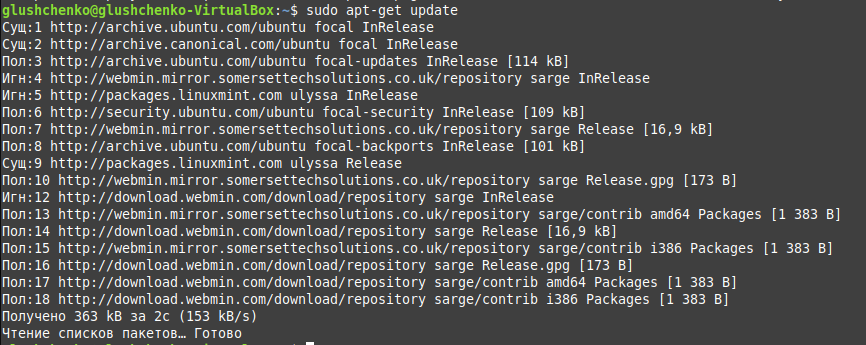 glushchenko@glushchenko-VirtualBox:~$ sudo apt-get update
Сущ:1 http://archive.ubuntu.com/ubuntu focal InRelease
Сущ:2 http://archive.canonical.com/ubuntu focal InRelease
Пол:3 http://archive.ubuntu.com/ubuntu focal-updates InRelease [114 kB]
Игн:4 http://webmin.mirror.somersettechsolutions.co.uk/repository sarge InRelease
Игн:5 http://packages.linuxmint.com ulyssa InRelease
Пол:6 http://security.ubuntu.com/ubuntu focal-security InRelease [109 kB]
Пол:7 http://webmin.mirror.somersettechsolutions.co.uk/repository sarge Release [16,9 kB]
Пол:8 http://archive.ubuntu.com/ubuntu focal-backports InRelease [101 kB]
Сущ:9 http://packages.linuxmint.com ulyssa Release
Пол:10 http://webmin.mirror.somersettechsolutions.co.uk/repository sarge Release.gpg [173 B]
Игн:12 http://download.webmin.com/download/repository sarge InRelease
Пол:13 http://webmin.mirror.somersettechsolutions.co.uk/repository sarge/contrib amd64 Packages [1 383 B]
Пол:14 http://download.webmin.com/download/repository sarge Release [16,9 kB]
Пол:15 http://webmin.mirror.somersettechsolutions.co.uk/repository sarge/contrib i386 Packages [1 383 B]
Пол:16 http://download.webmin.com/download/repository sarge Release.gpg [173 B]
Пол:17 http://download.webmin.com/download/repository sarge/contrib amd64 Packages [1 383 B]
Пол:18 http://download.webmin.com/download/repository sarge/contrib i386 Packages [1 383 B]
Получено 363 kB за 2с (153 kB/s)
Чтение списков пакетов… Готово